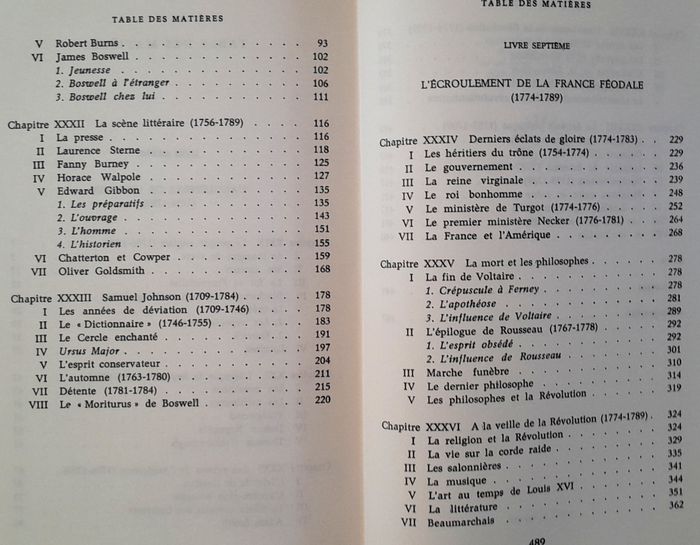 TABLE DES MATIÈRES
V Robert Burns . . . . . . . . . . . . 93
VI James Boswell . . . . . . . . . . . 102
1. Jeunesse . . . . . . . . . . . . 102
2. Boswell à l'étranger . . . . . . . . 106
3. Boswell chez lui . . . . . . . . . 111
Chapitre XXXII La scène littéraire (1756-1789) . . . . 116
I La presse . . . . . . . . . . . . 116
II Laurence Sterne . . . . . . . . . . 118
III Fanny Burney . . . . . . . . . . . 125
IV Horace Walpole . . . . . . . . . . 127
V Edward Gibbon . . . . . . . . . . 135
1. Les préparatifs . . . . . . . . . 135
2. L'ouvrage . . . . . . . . . . . 143
3. L'homme . . . . . . . . . . . 151
4. L'historien . . . . . . . . . . . 155
VI Chatterton et Cowper . . . . . . . . 159
VII Oliver Goldsmith . . . . . . . . . . 168
Chapitre XXXIII Samuel Johnson (1709-1784) . . . . . 178
I Les années de déviation (1709-1746) . . . . . 178
II Le « Dictionnaire » (1746-1755) . . . . . . 183
III Le Cercle enchanté . . . . . . . . . 191
IV Ursus Major . . . . . . . . . . . 197
V L'esprit conservateur . . . . . . . . 204
VI L'automne (1763-1780) . . . . . . . . 211
VII Détente (1781-1784) . . . . . . . . . 215
VIII Le « Moriturus » de Boswell . . . . . . . 220
TABLE DES MATIÈRES
LIVRE SEPTIÈME
L'ÉCROULEMENT DE LA FRANCE FÉODALE
(1774-1789)
Chapitre XXXIV Derniers éclats de gloire (1774-1783) . . 229
I Les héritiers du trône (1754-1774) . . . . . 229
II Le gouvernement . . . . . . . . . . 236
III La reine virginale . . . . . . . . . 239
IV Le roi bonhomme . . . . . . . . . 248
V Le ministère de Turgot (1774-1776) . . . . . 252
VI Le premier ministère Necker (1776-1781) . . . 264
VII La France et l'Amérique . . . . . . . 268
Chapitre XXXV La mort et les philosophes . . . . . 278
I La fin de Voltaire . . . . . . . . . 278
1. Crépuscule à Ferney . . . . . . . 278
2. L'apothéose . . . . . . . . . . 281
3. L'influence de Voltaire . . . . . . 289
II L'épilogue de Rousseau (1767-1778) . . . . . 292
1. L'esprit obsédé . . . . . . . . . 292
2. L'influence de Rousseau . . . . . . 301
III Marche funèbre . . . . . . . . . . 310
IV Le dernier philosophe . . . . . . . . 314
V Les philosophes et la Révolution . . . . . 319
Chapitre XXXVI A la veille de la Révolution (1774-1789) . 324
I La religion et la Révolution . . . . . . 324
II La vie sur la corde raide . . . . . . . 329
III Les salonnières . . . . . . . . . . 335
IV La musique . . . . . . . . . . . 341
V L'art au temps de Louis XVI . . . . . . 344
VI La littérature . . . . . . . . . . 351
VII Beaumarchais . . . . . . . . . . 362
489